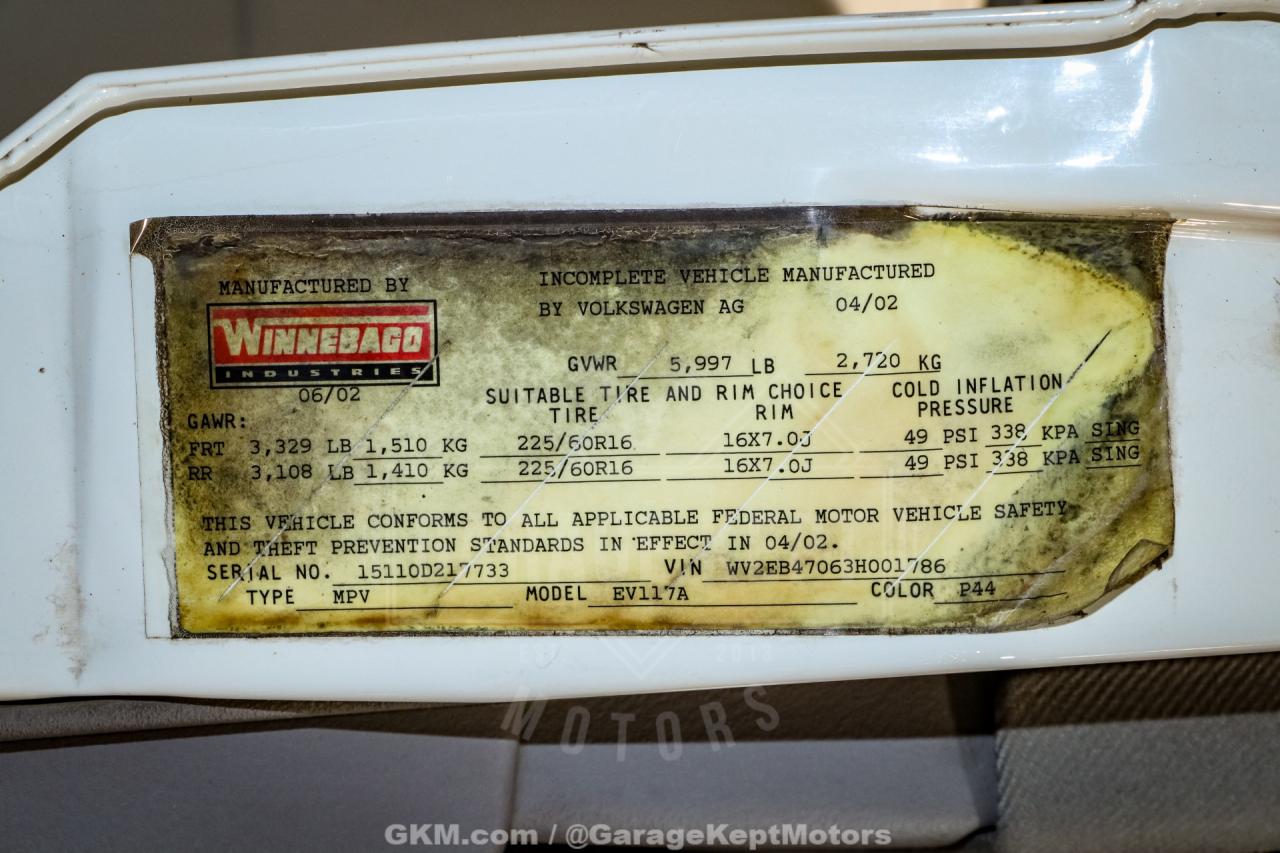 MANUFACTURED BY
WINNEBAGO
INDUSTRIES
06/02
INCOMPLETE VEHICLE MANUFACTURED
BY VOLKSWAGEN AG 04/02
GVWR 5,997 LB 2,720 KG
SUITABLE TIRE AND RIM CHOICE COLD INFLATION
TIRE RIM PRESSURE
GAWR:
FRT 3,329 LB 1,510 KG 225/60R16 16X7.0J 49 PSI 338 KPA SING
RR 3,108 LB 1,410 KG 225/60R16 16X7.0J 49 PSI 338 KPA SING
THIS VEHICLE CONFORMS TO ALL APPLICABLE FEDERAL MOTOR VEHICLE SAFETY
AND THEFT PREVENTION STANDARDS IN EFFECT IN 04/02.
SERIAL NO. 15110D217733 VIN WV2EB47063H001786
TYPE MPV MODEL EV117A COLOR P44
MOTORS
GKM.com / @GarageKeptMotors